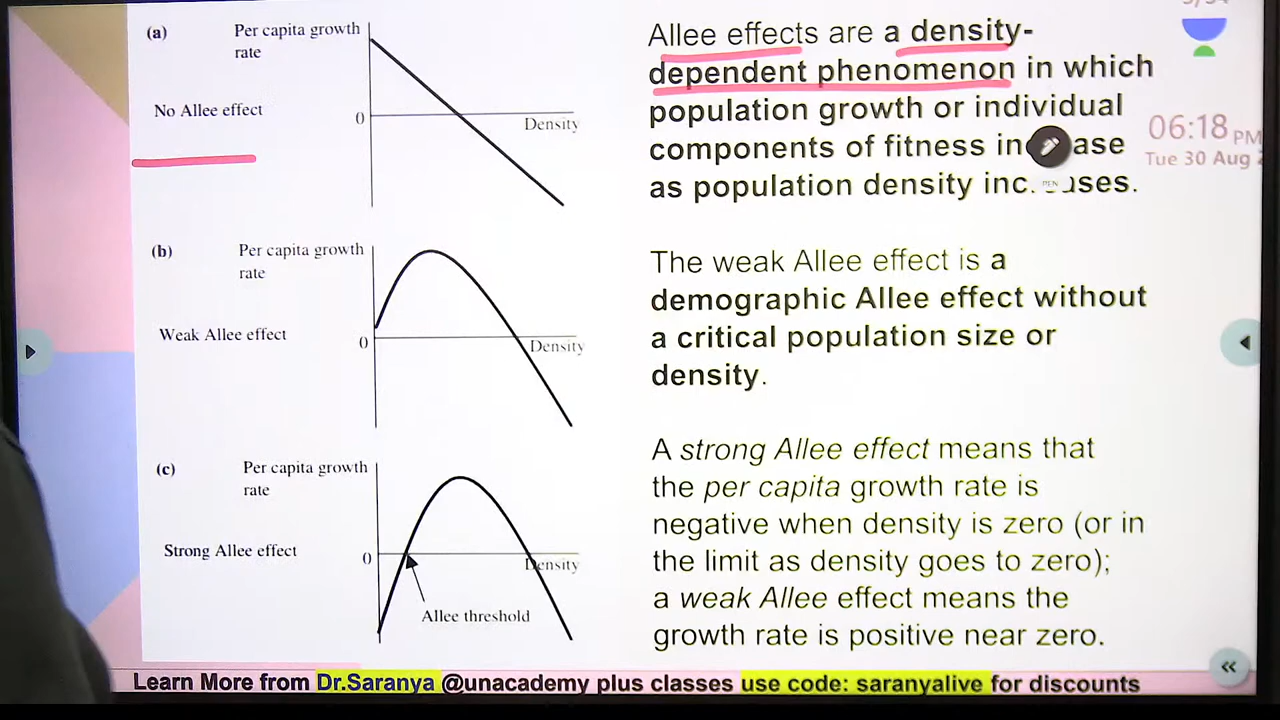 (a)
Per capita growth
rate
No Allee effect
0
Density
(b)
Per capita growth
rate
Weak Allee effect
0
Density
(c)
Per capita growth
rate
Strong Allee effect
0
Density
Allee threshold
Allee effects are a density-
dependent phenomenon in which
population growth or individual
components of fitness in ase
as population density inc. ases.
PEN
The weak Allee effect is a
demographic Allee effect without
a critical population size or
density.
A strong Allee effect means that
the per capita growth rate is
negative when density is zero (or in
the limit as density goes to zero);
a weak Allee effect means the
growth rate is positive near zero.
06:18 PM
Tue 30 Aug
«
Learn More from Dr.Saranya @unacademy plus classes use code: saranyalive for discounts